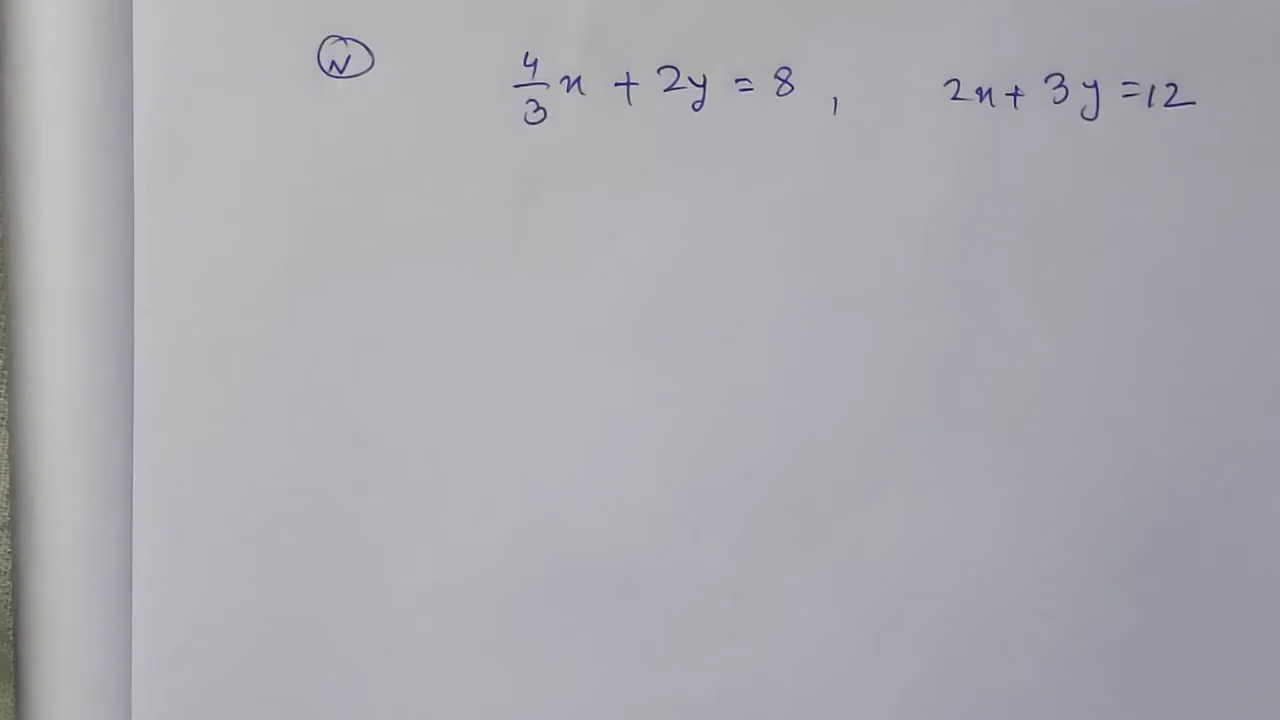 (iv) 4/3 x + 2y = 8 , 2x + 3y = 12